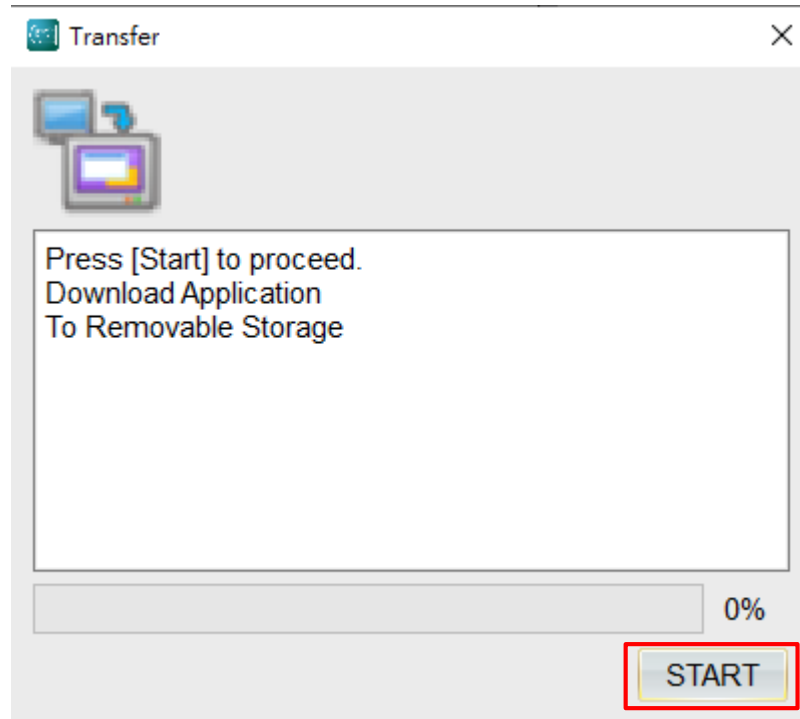 Transfer
Press [Start] to proceed.
Download Application
To Removable Storage
0%
START